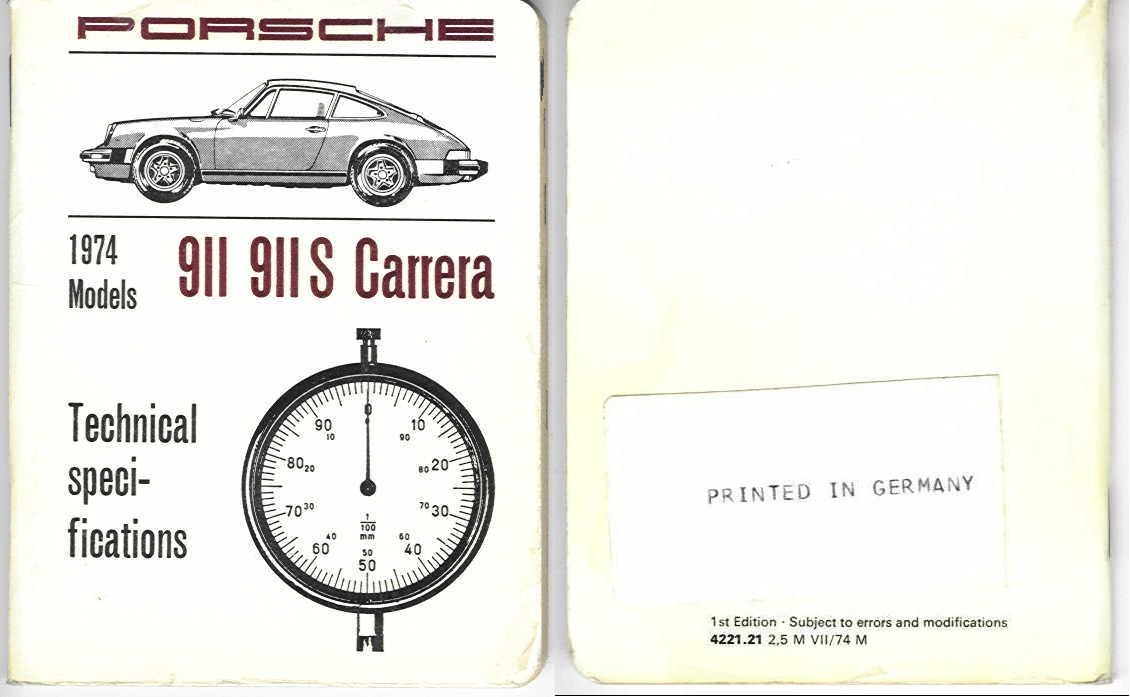 PORSCHE
1974
Models
911 911 S Carrera
Technical
speci-
fications
0
90 10 10 90
80 20 80 20
70 30 70 30
1/100
mm
60 40 60 40
50
50
PRINTED IN GERMANY
1st Edition · Subject to errors and modifications
4221.21 2,5 M VII/74 M